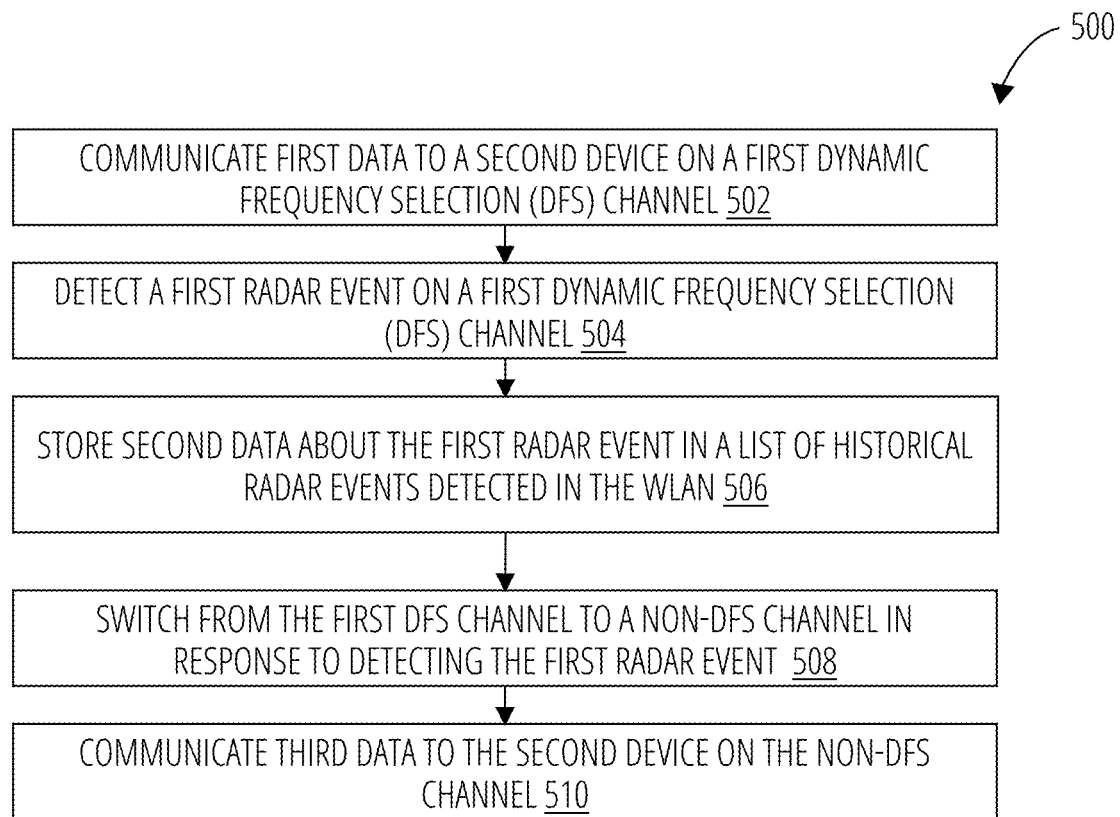 500
COMMUNICATE FIRST DATA TO A SECOND DEVICE ON A FIRST DYNAMIC
FREQUENCY SELECTION (DFS) CHANNEL 502
DETECT A FIRST RADAR EVENT ON A FIRST DYNAMIC FREQUENCY SELECTION
(DFS) CHANNEL 504
STORE SECOND DATA ABOUT THE FIRST RADAR EVENT IN A LIST OF HISTORICAL
RADAR EVENTS DETECTED IN THE WLAN 506
SWITCH FROM THE FIRST DFS CHANNEL TO A NON-DFS CHANNEL IN
RESPONSE TO DETECTING THE FIRST RADAR EVENT 508
COMMUNICATE THIRD DATA TO THE SECOND DEVICE ON THE NON-DFS
CHANNEL 510